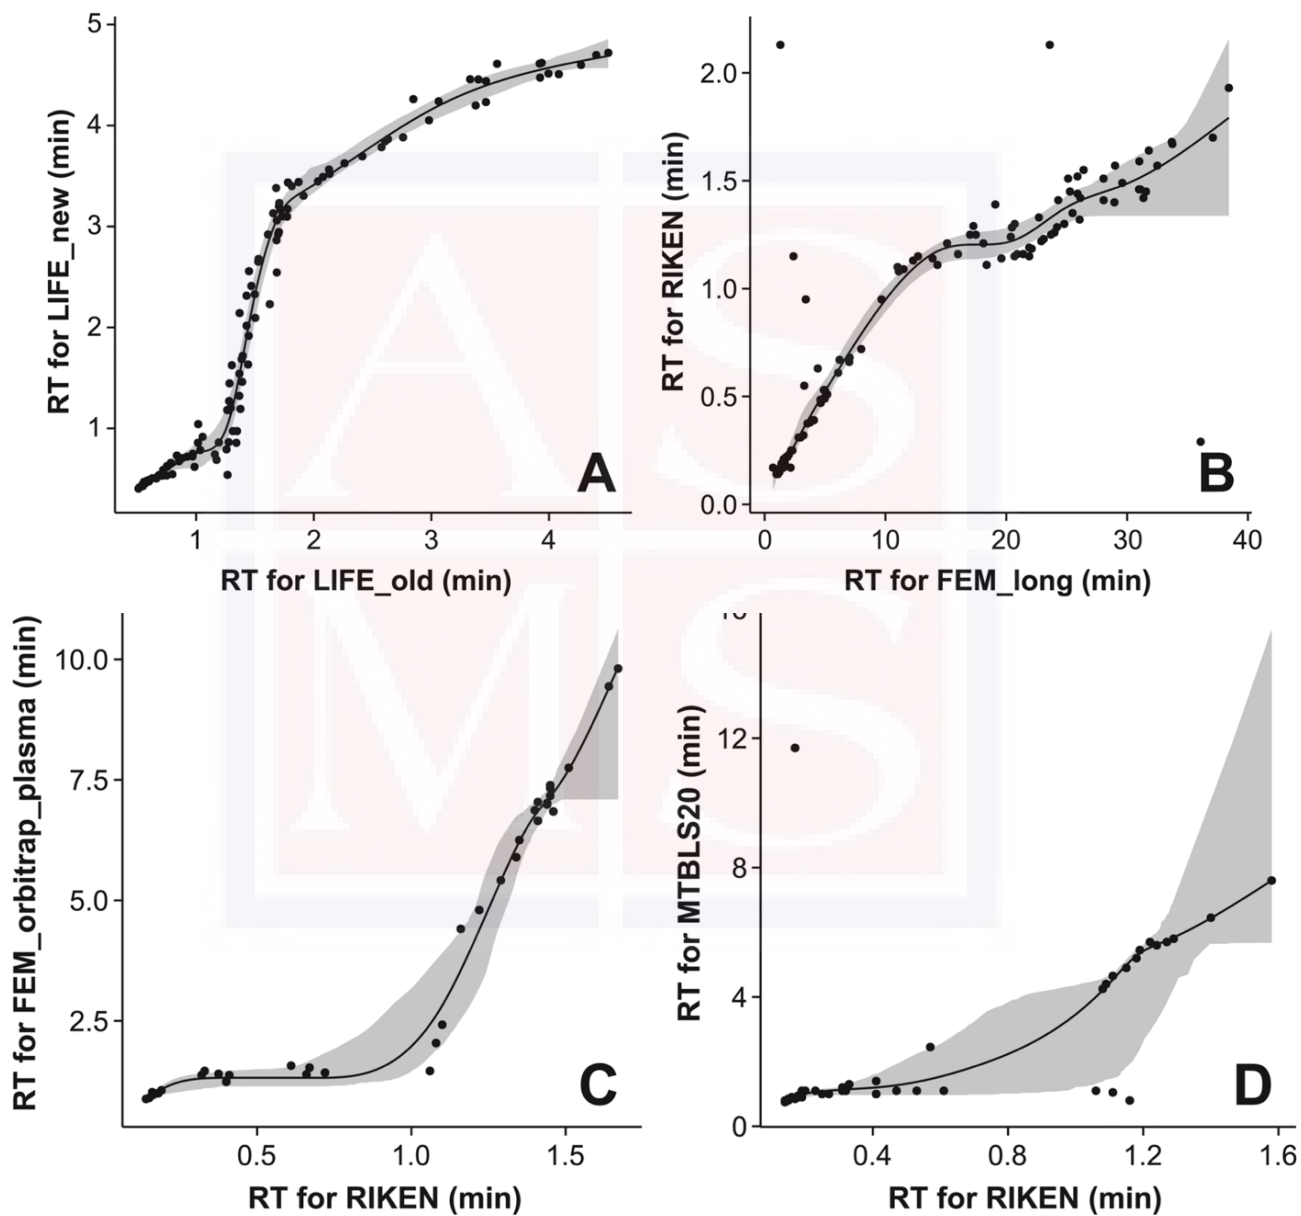 5
4
3
2
1
RT for LIFE_new (min)
1
2
3
4
RT for LIFE_old (min)
A
2.0
1.5
1.0
0.5
0.0
RT for RIKEN (min)
0
10
20
30
40
RT for FEM_long (min)
B
10.0
7.5
5.0
2.5
RT for FEM_orbitrap_plasma (min)
0.5
1.0
1.5
RT for RIKEN (min)
C
12
8
4
0
RT for MTBLS20 (min)
0.4
0.8
1.2
1.6
RT for RIKEN (min)
D
A S
M S